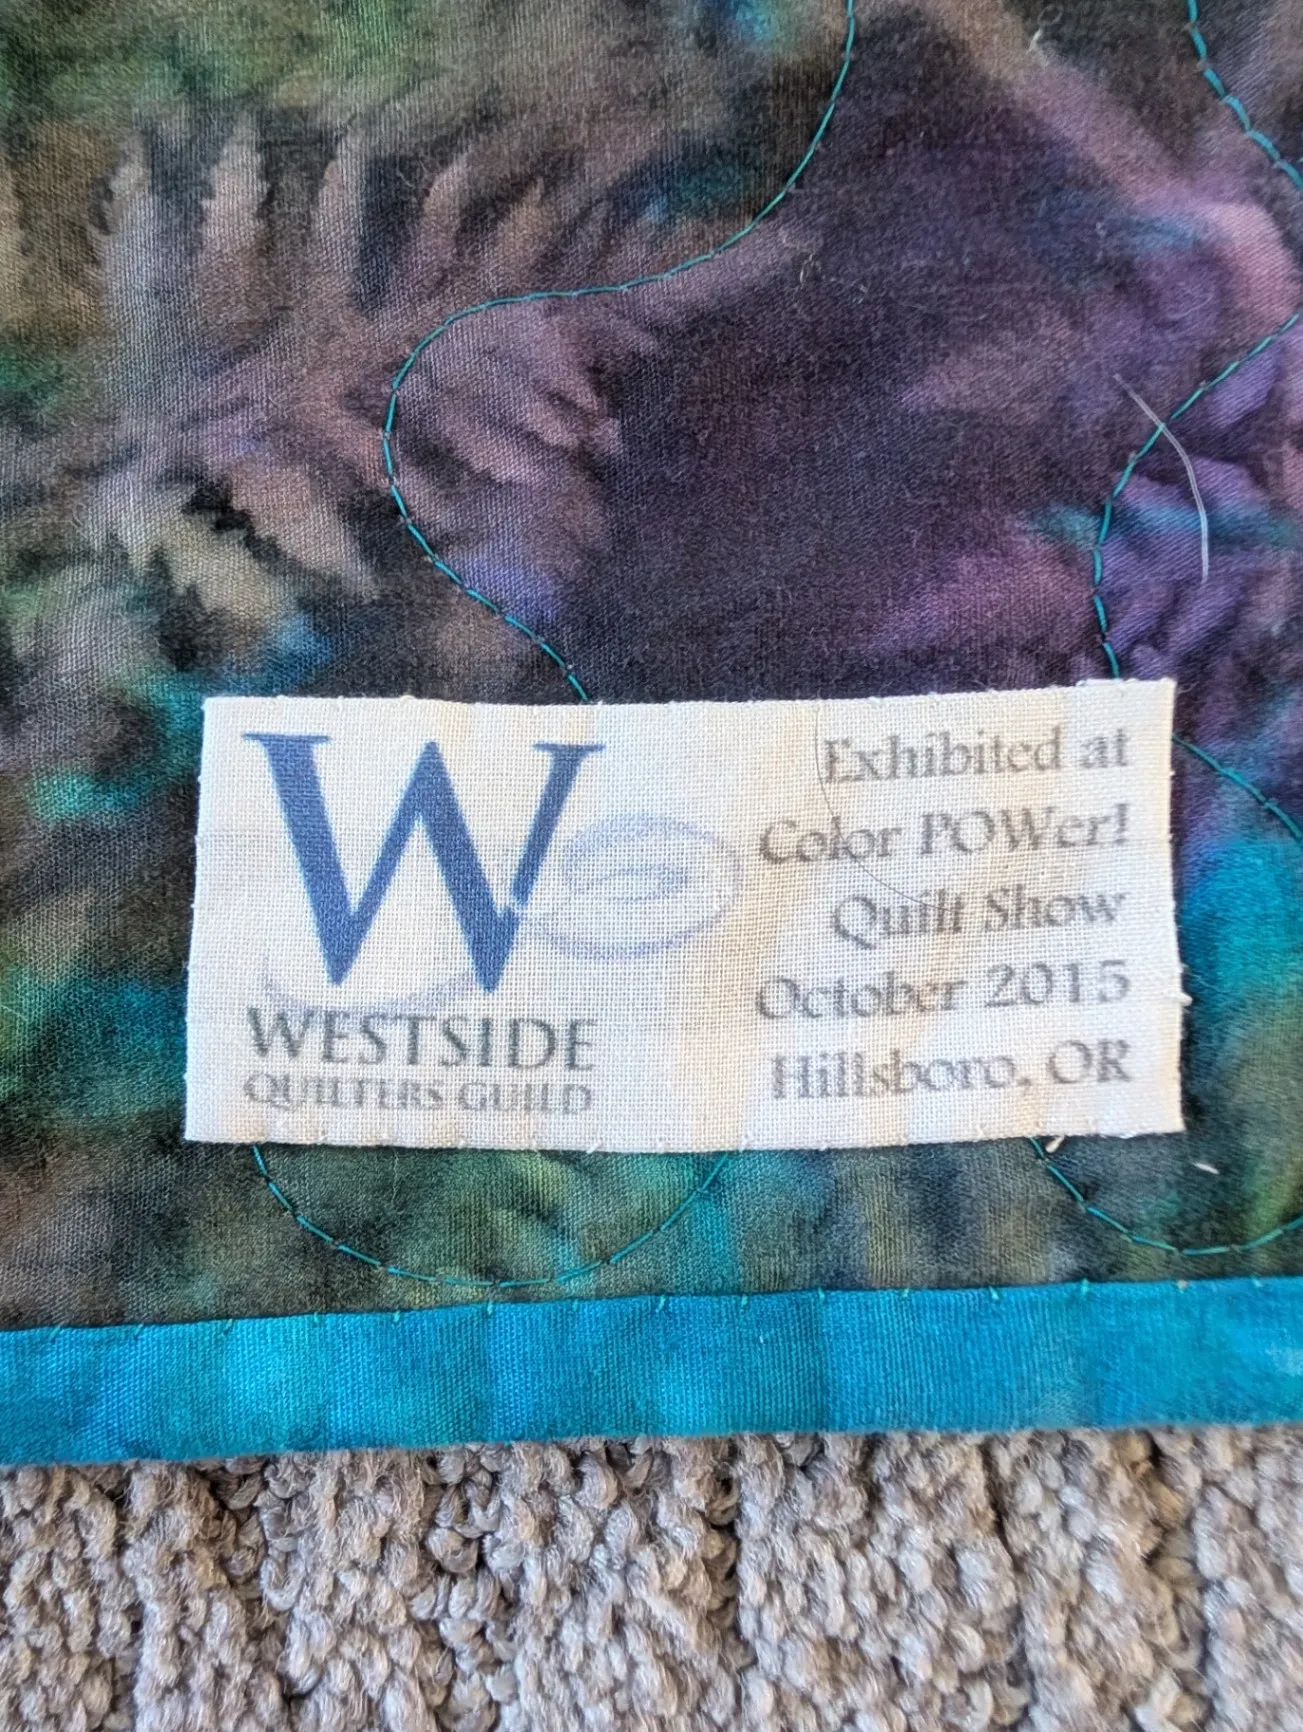 W
WESTSIDE
QUILTERS GUILD
Exhibited at
Color POWer!
Quilt Show
October 2015
Hillsboro, OR